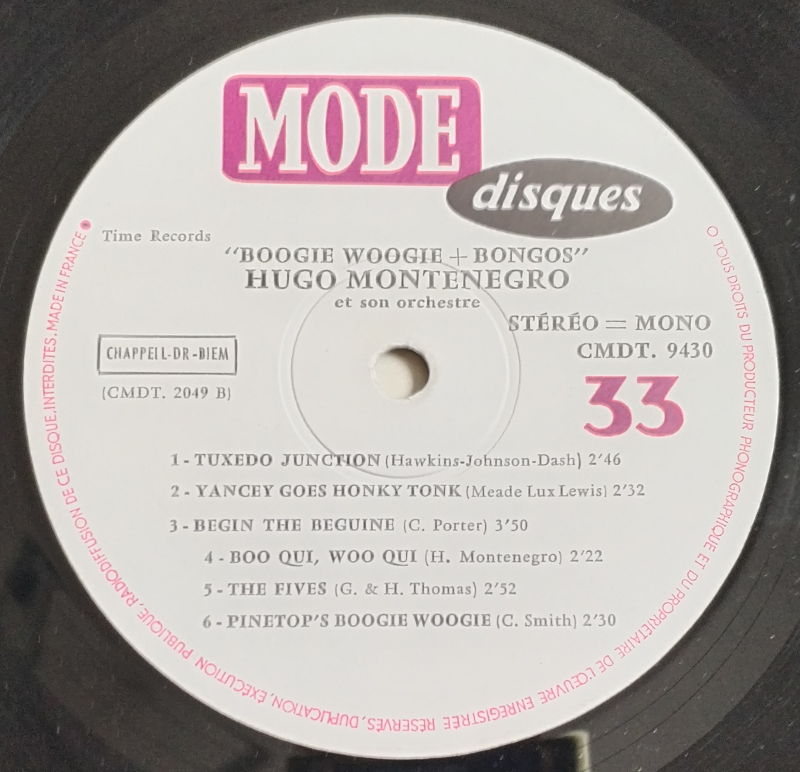 MODE
disques
Time Records
"BOOGIE WOOGIE + BONGOS"
HUGO MONTENEGRO
et son orchestre
STÉRÉO = MONO
CMDT. 9430
CHAPPELL-DR-BIEM
(CMDT. 2049 B)
33
1 - TUXEDO JUNCTION (Hawkins-Johnson-Dash) 2'46
2 - YANCEY GOES HONKY TONK (Meade Lux Lewis) 2'32
3 - BEGIN THE BEGUINE (C. Porter) 3'50
4 - BOO QUI, WOO QUI (H. Montenegro) 2'22
5 - THE FIVES (G. & H. Thomas) 2'52
6 - PINETOP'S BOOGIE WOOGIE (C. Smith) 2'30
O TOUS DROITS DU PRODUCTEUR PHONOGRAPHIQUE ET DU PROPRIÉTAIRE DE L'ŒUVRE ENREGISTRÉE RÉSERVÉS, DUPLICATION, EXÉCUTION PUBLIQUE, RADIODIFFUSION DE CE DISQUE, INTERDITES. MADE IN FRANCE